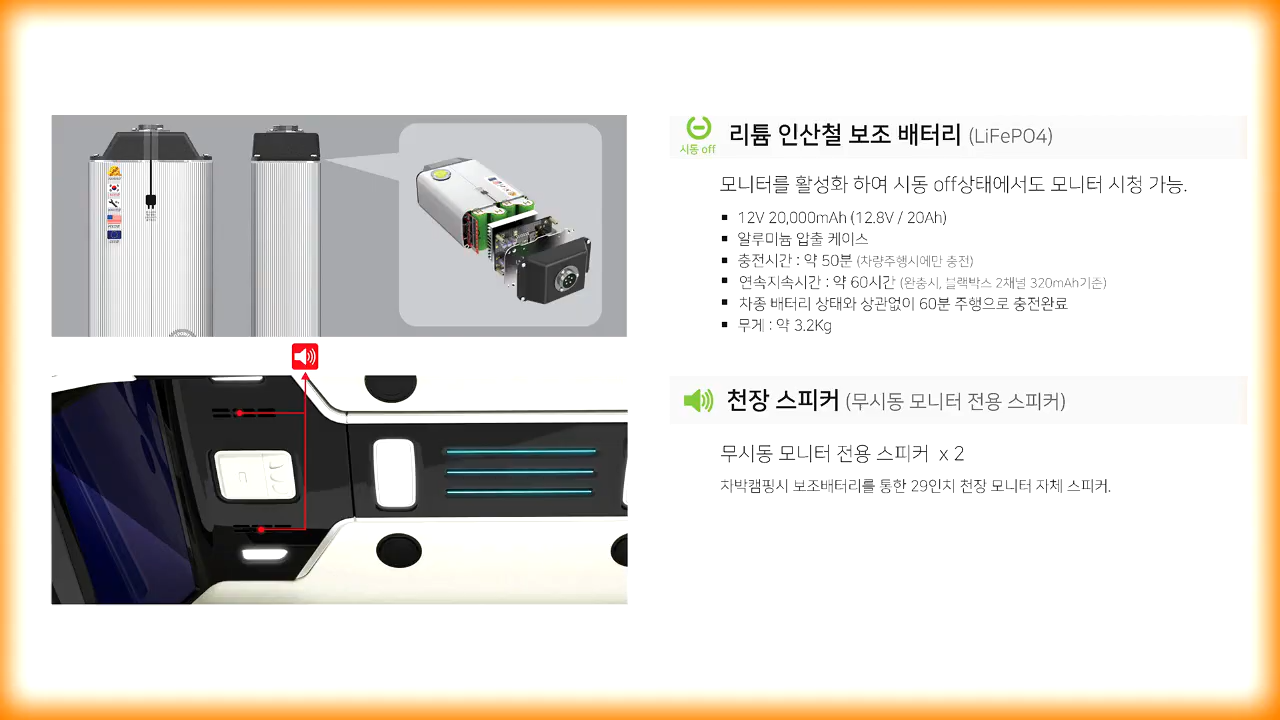 시동 off
리튬 인산철 보조 배터리 (LiFePO4)
모니터를 활성화 하여 시동 off상태에서도 모니터 시청 가능.
▪ 12V 20,000mAh (12.8V / 20Ah)
▪ 알루미늄 압출 케이스
▪ 충전시간 : 약 50분 (차량주행시에만 충전)
▪ 연속지속시간 : 약 60시간 (완충시, 블랙박스 2채널 320mAh기준)
▪ 차종 배터리 상태와 상관없이 60분 주행으로 충전완료
▪ 무게 : 약 3.2Kg
천장 스피커 (무시동 모니터 전용 스피커)
무시동 모니터 전용 스피커 x 2
차박캠핑시 보조배터리를 통한 29인치 천장 모니터 자체 스피커.